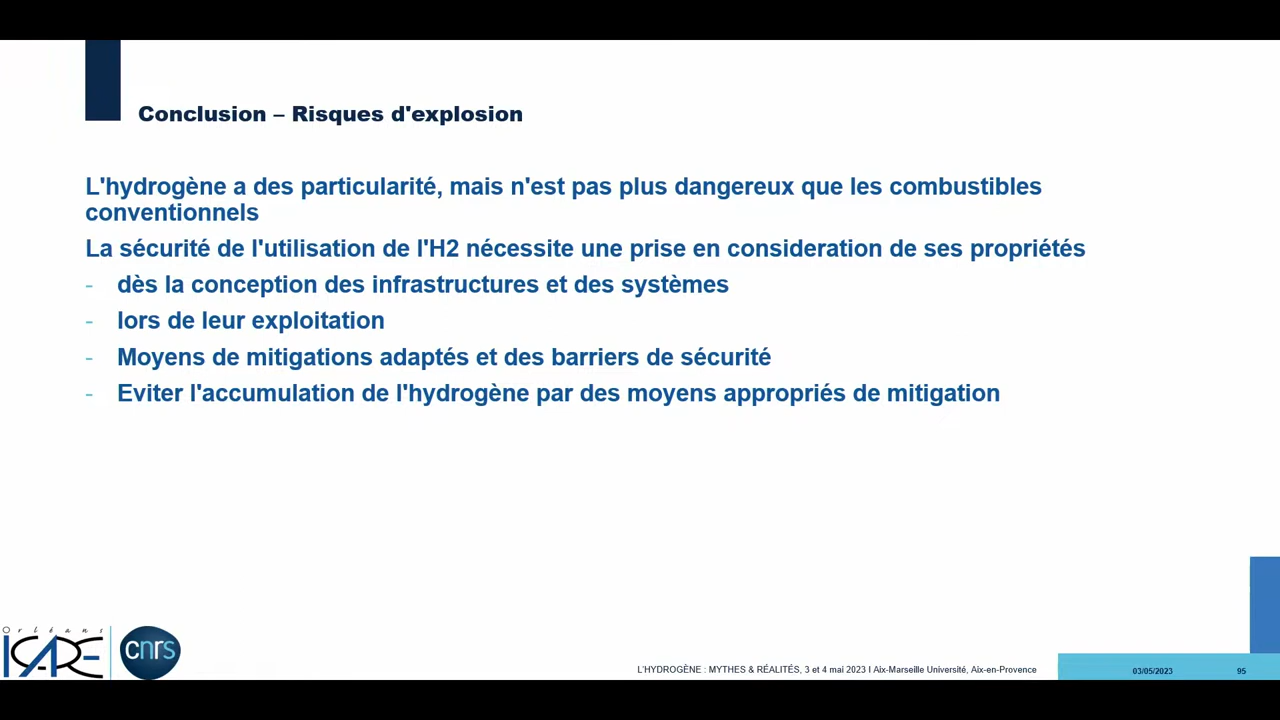 Conclusion – Risques d'explosion
L'hydrogène a des particularité, mais n'est pas plus dangereux que les combustibles
conventionnels
La sécurité de l'utilisation de l'H2 nécessite une prise en consideration de ses propriétés
- dès la conception des infrastructures et des systèmes
- lors de leur exploitation
- Moyens de mitigations adaptés et des barriers de sécurité
- Eviter l'accumulation de l'hydrogène par des moyens appropriés de mitigation
Orléans
ICARE
cnrs
L'HYDROGÈNE : MYTHES & RÉALITÉS, 3 et 4 mai 2023 I Aix-Marseille Université, Aix-en-Provence
03/05/2023
95